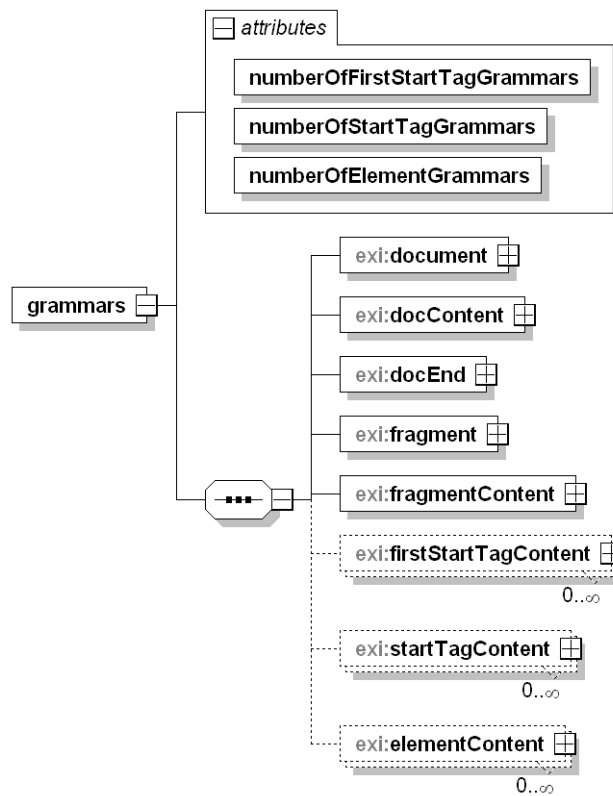 attributes
numberOfFirstStartTagGrammars
numberOfStartTagGrammars
numberOfElementGrammars
grammars
exi:document
exi:docContent
exi:docEnd
exi:fragment
exi:fragmentContent
exi:firstStartTagContent
0..∞
exi:startTagContent
0..∞
exi:elementContent
0..∞